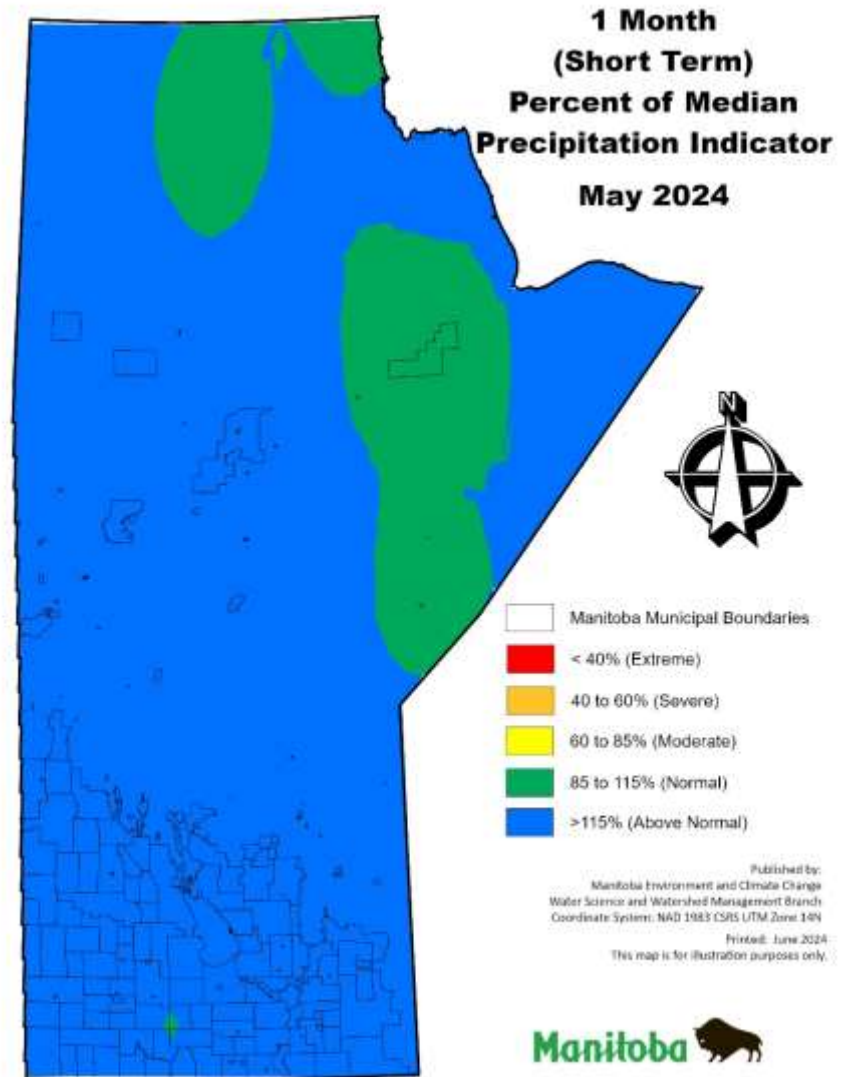 1 Month
(Short Term)
Percent of Median
Precipitation Indicator
May 2024
N
Manitoba Municipal Boundaries
< 40% (Extreme)
40 to 60% (Severe)
60 to 85% (Moderate)
85 to 115% (Normal)
>115% (Above Normal)
Published by:
Manitoba Environment and Climate Change
Water Science and Watershed Management Branch
Coordinate System: NAD 1983 CSRS UTM Zone 14N
Printed: June 2024
This map is for illustration purposes only.
Manitoba